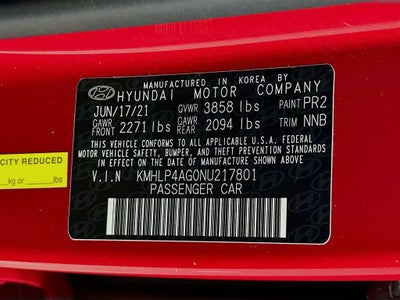 MANUFACTURED IN KOREA BY
HYUNDAI MOTOR COMPANY
JUN/17/21 GVWR 3858 lbs PAINT PR2
GAWR FRONT 2271 lbs GAWR REAR 2094 lbs TRIM NNB
THIS VEHICLE CONFORMS TO ALL APPLICABLE U.S.A. FEDERAL
MOTOR VEHICLE SAFETY, BUMPER, AND THEFT PREVENTION
STANDARDS IN EFFECT ON THE DATE OF MANUFACTURE SHOWN ABOVE.
V.I.N KMHLP4AG0NU217801
PASSENGER CAR
CITY REDUCED
kg or lbs